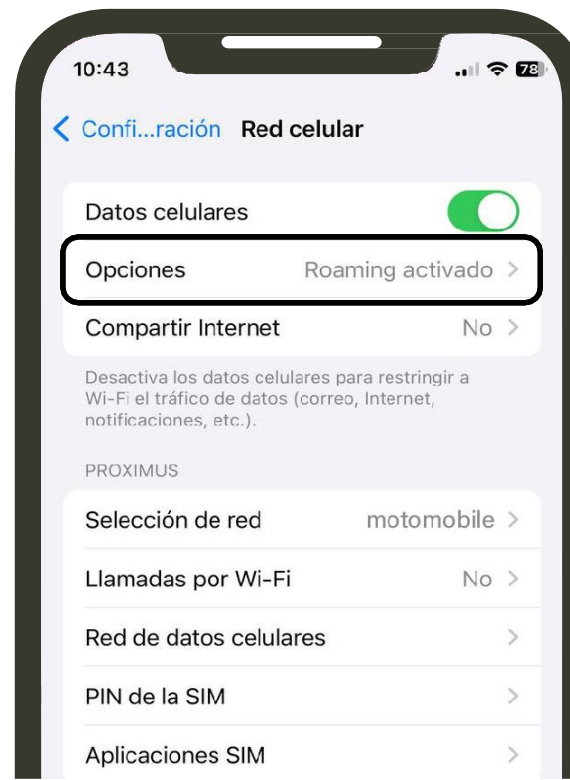 10:43
78
Confi...ración Red celular
Datos celulares
Opciones Roaming activado
Compartir Internet No
Desactiva los datos celulares para restringir a
Wi-Fi el tráfico de datos (correo, Internet,
notificaciones, etc.).
PROXIMUS
Selección de red motomobile
Llamadas por Wi-Fi No
Red de datos celulares
PIN de la SIM
Aplicaciones SIM